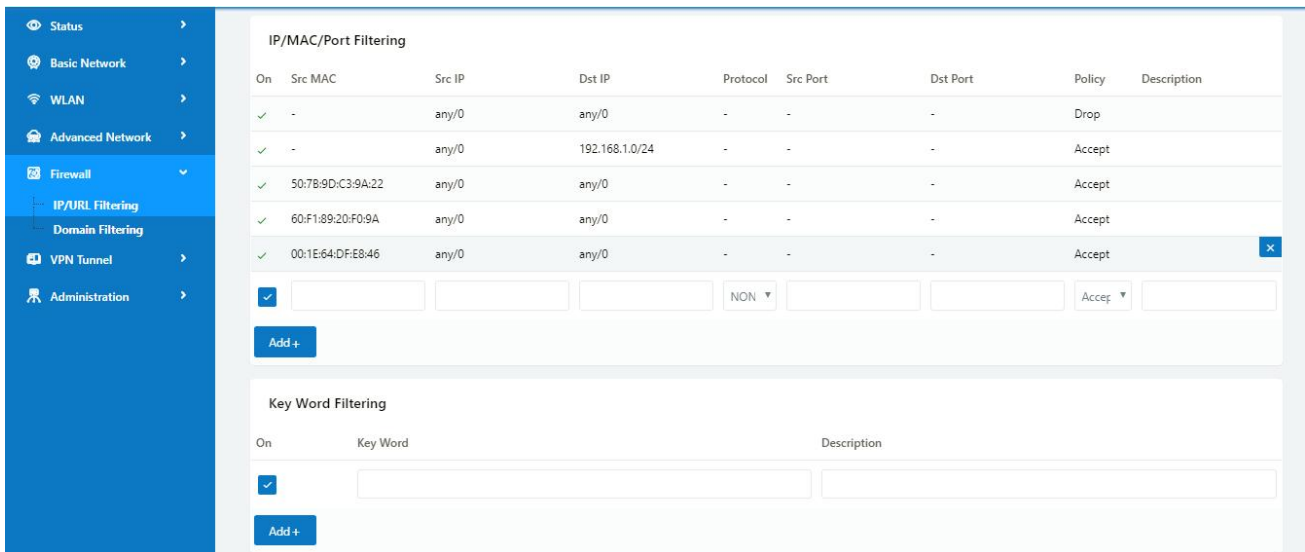 Status
Basic Network
WLAN
Advanced Network
Firewall
IP/URL Filtering
Domain Filtering
VPN Tunnel
Administration
IP/MAC/Port Filtering
On Src MAC Src IP Dst IP Protocol Src Port Dst Port Policy Description
- any/0 any/0 - - - Drop
- any/0 192.168.1.0/24 - - - Accept
50:7B:9D:C3:9A:22 any/0 any/0 - - - Accept
60:F1:89:20:F0:9A any/0 any/0 - - - Accept
00:1E:64:DF:E8:46 any/0 any/0 - - - Accept
NON Accep
Add +
Key Word Filtering
On Key Word Description
Add +